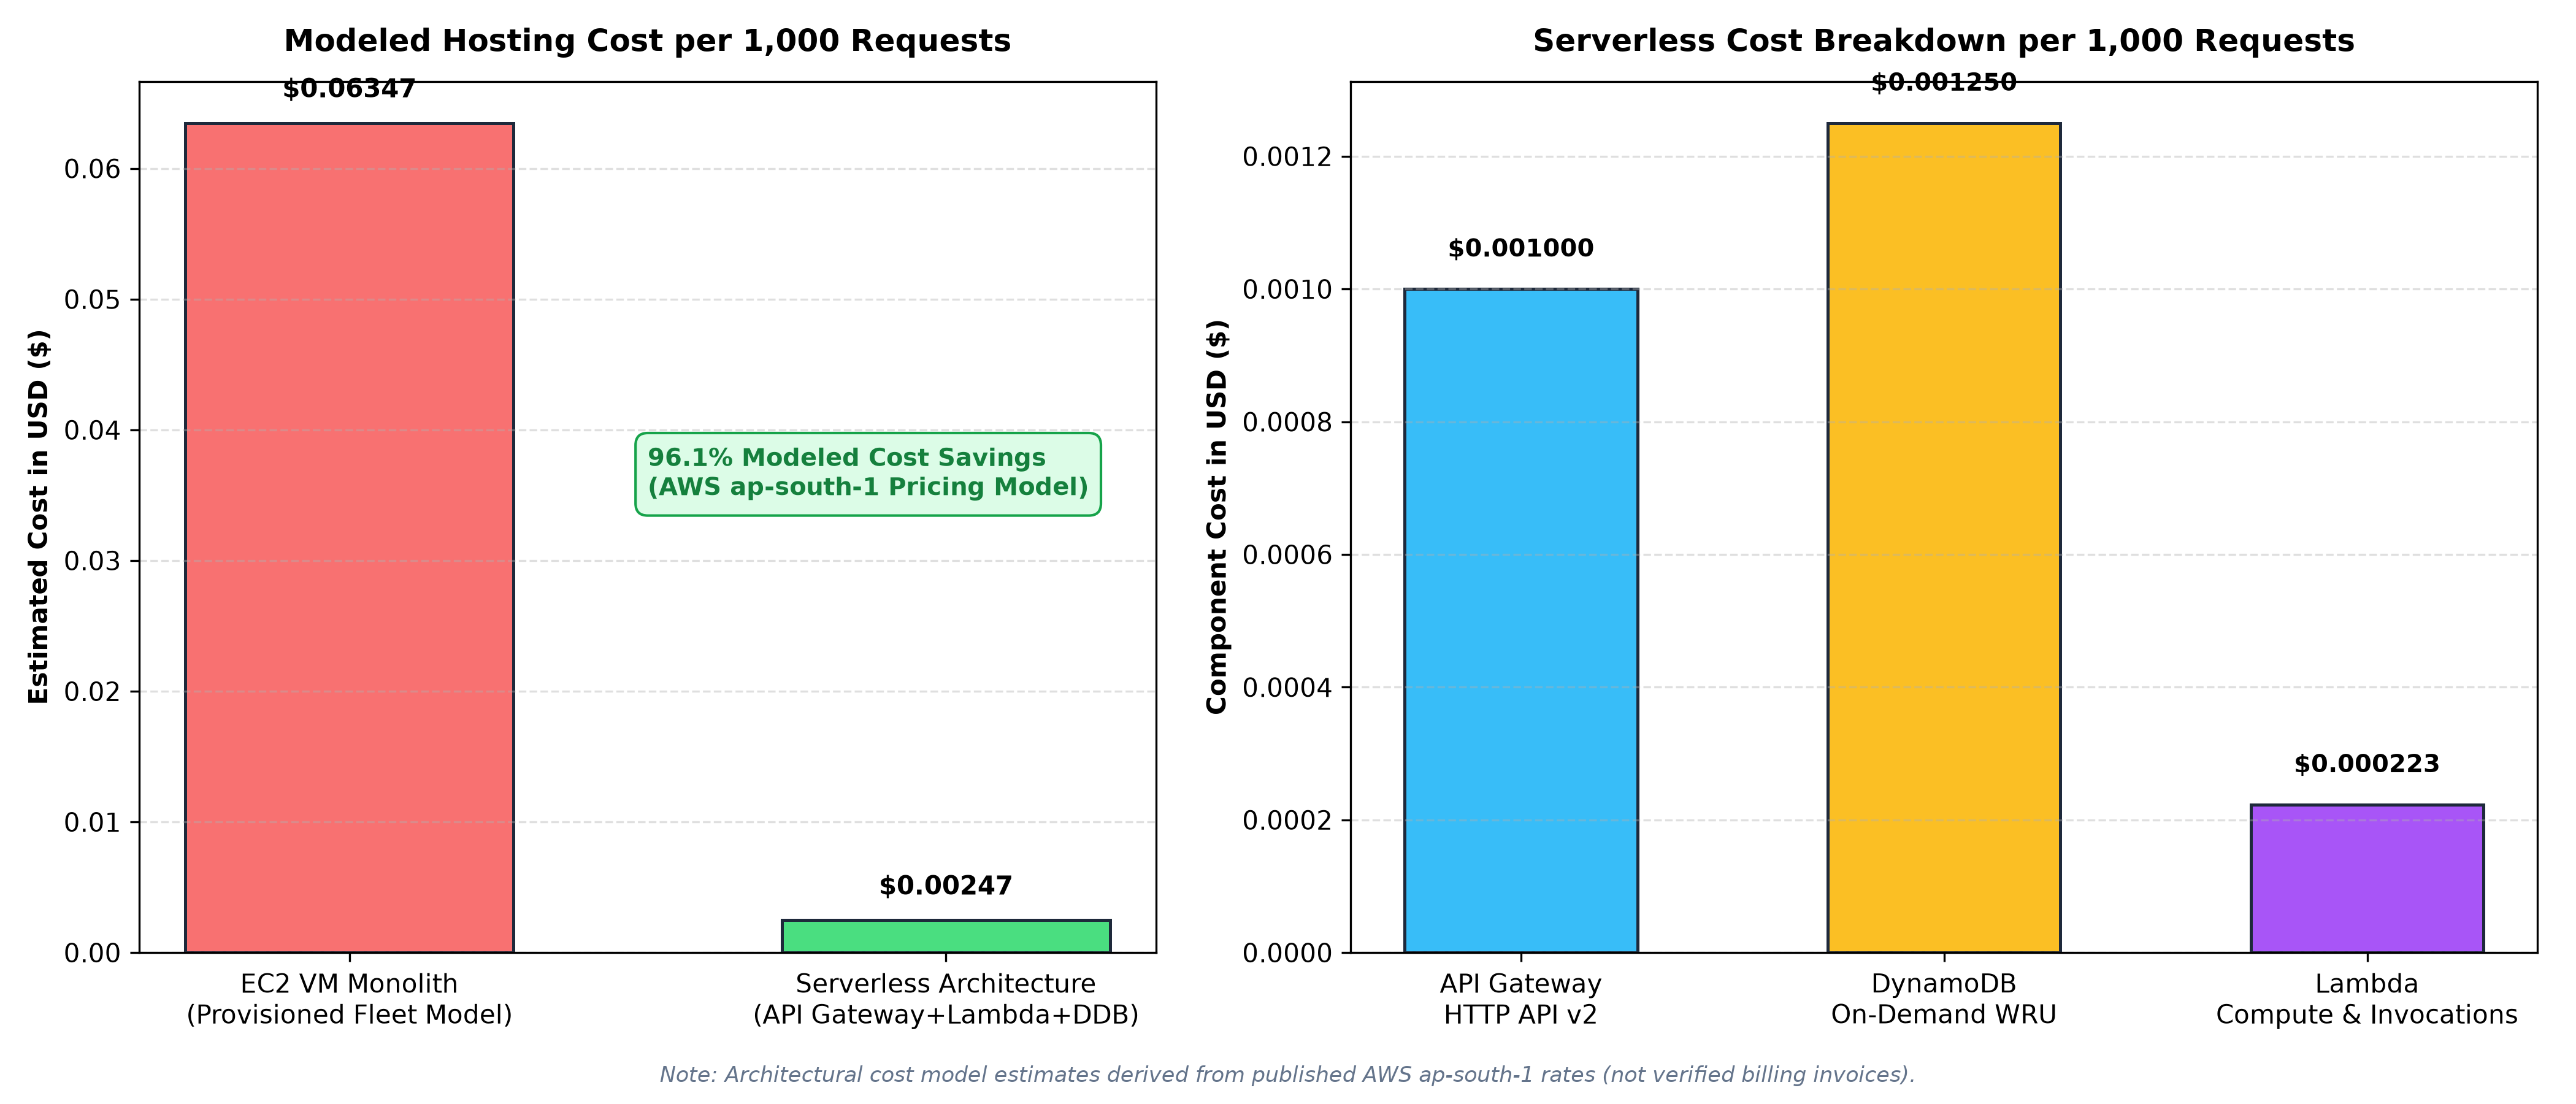 Modeled Hosting Cost per 1,000 Requests
Estimated Cost in USD ($)
0.06
0.05
0.04
0.03
0.02
0.01
0.00
$0.06347
96.1% Modeled Cost Savings
(AWS ap-south-1 Pricing Model)
$0.00247
EC2 VM Monolith
(Provisioned Fleet Model)
Serverless Architecture
(API Gateway+Lambda+DDB)
Serverless Cost Breakdown per 1,000 Requests
Component Cost in USD ($)
0.0012
0.0010
0.0008
0.0006
0.0004
0.0002
0.0000
$0.001000
$0.001250
$0.000223
API Gateway
HTTP API v2
DynamoDB
On-Demand WRU
Lambda
Compute & Invocations
Note: Architectural cost model estimates derived from published AWS ap-south-1 rates (not verified billing invoices).